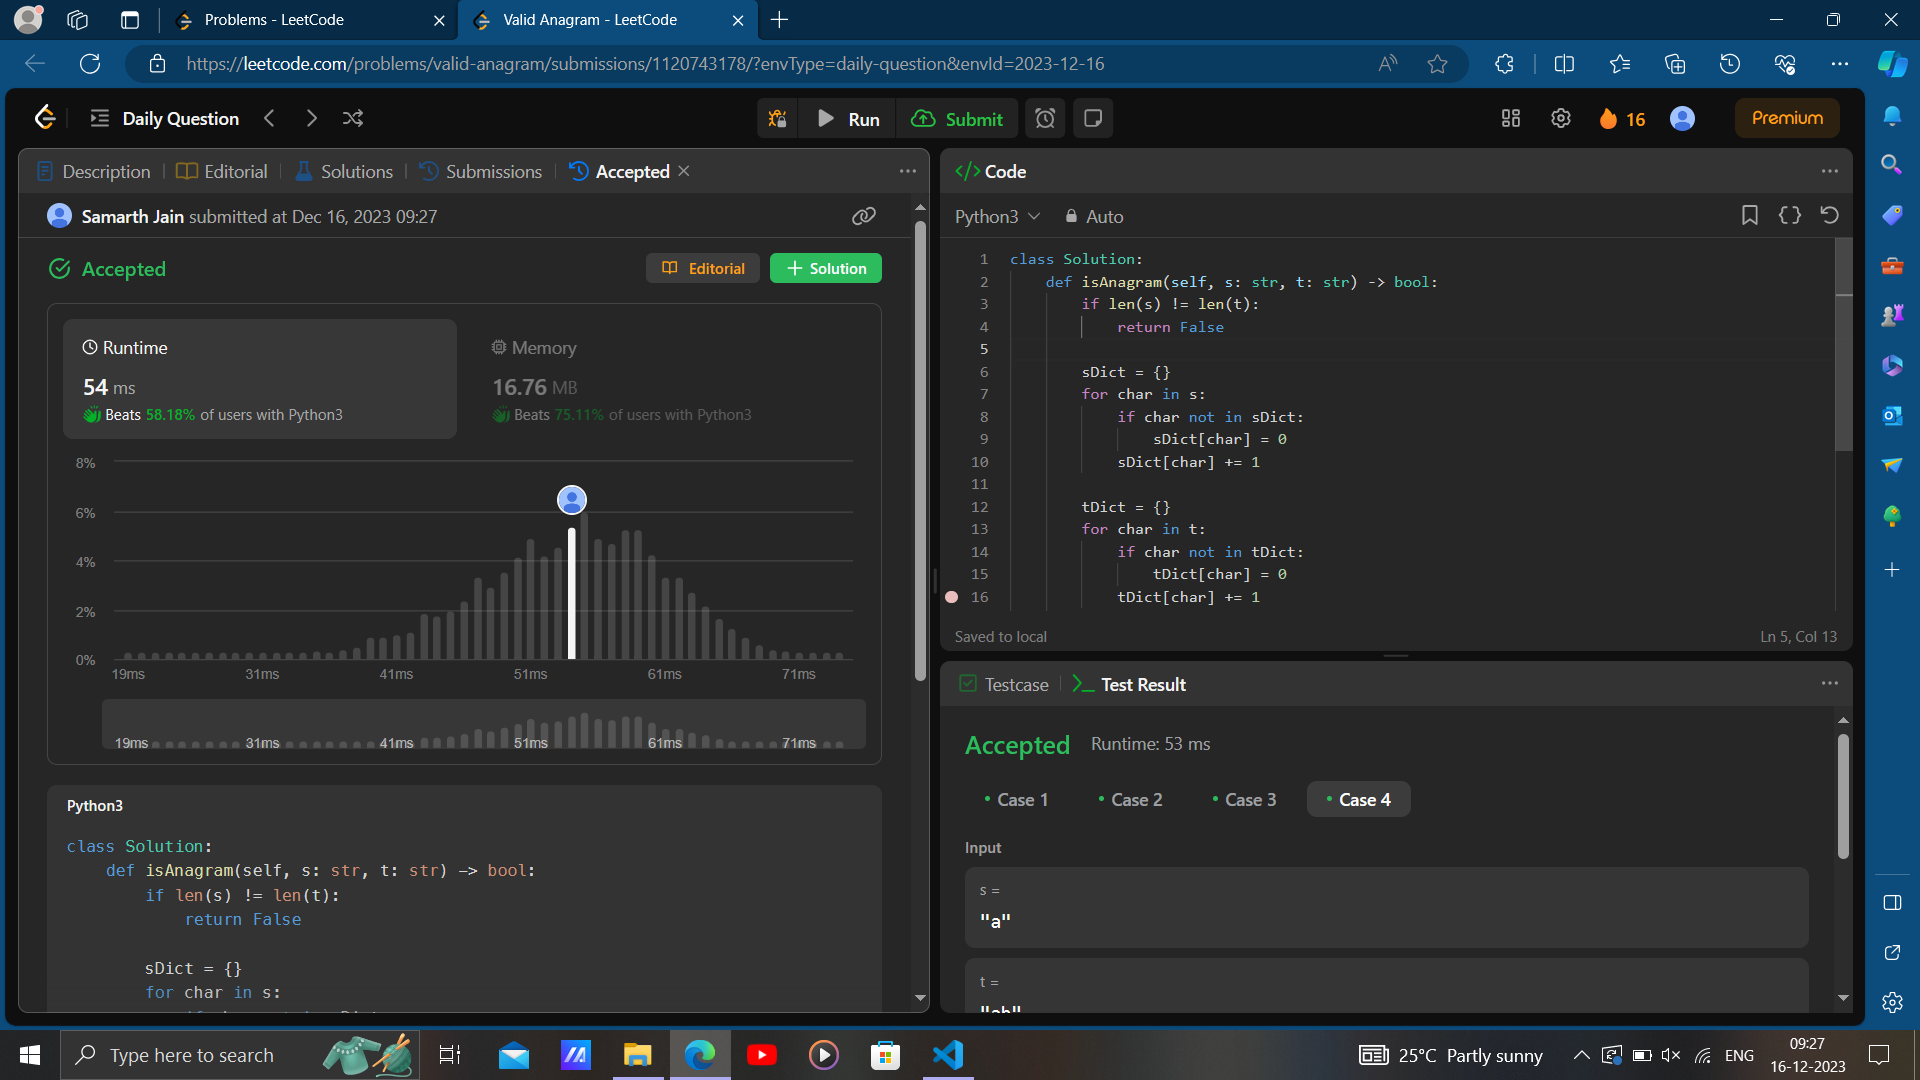 Problems - LeetCode
Valid Anagram - LeetCode
https://leetcode.com/problems/valid-anagram/submissions/1120743178/?envType=daily-question&envId=2023-12-16
Daily Question
Run
Submit
16
Premium
Description
Editorial
Solutions
Submissions
Accepted
Samarth Jain submitted at Dec 16, 2023 09:27
Accepted
Editorial
Solution
Runtime
54 ms
Beats 58.18% of users with Python3
Memory
16.76 MB
Beats 75.11% of users with Python3
8%
6%
4%
2%
0%
19ms 31ms 41ms 51ms 61ms 71ms
19ms 31ms 41ms 51ms 61ms 71ms
Python3
class Solution:
    def isAnagram(self, s: str, t: str) -> bool:
        if len(s) != len(t):
            return False
        sDict = {}
        for char in s:
</> Code
Python3
Auto
1 class Solution:
2     def isAnagram(self, s: str, t: str) -> bool:
3         if len(s) != len(t):
4             return False
5
6         sDict = {}
7         for char in s:
8             if char not in sDict:
9                 sDict[char] = 0
10             sDict[char] += 1
11
12         tDict = {}
13         for char in t:
14             if char not in tDict:
15                 tDict[char] = 0
16             tDict[char] += 1
Saved to local
Ln 5, Col 13
Testcase
Test Result
Accepted
Runtime: 53 ms
Case 1
Case 2
Case 3
Case 4
Input
s =
"a"
t =
"ab"
Type here to search
25°C Partly sunny
ENG
09:27
16-12-2023